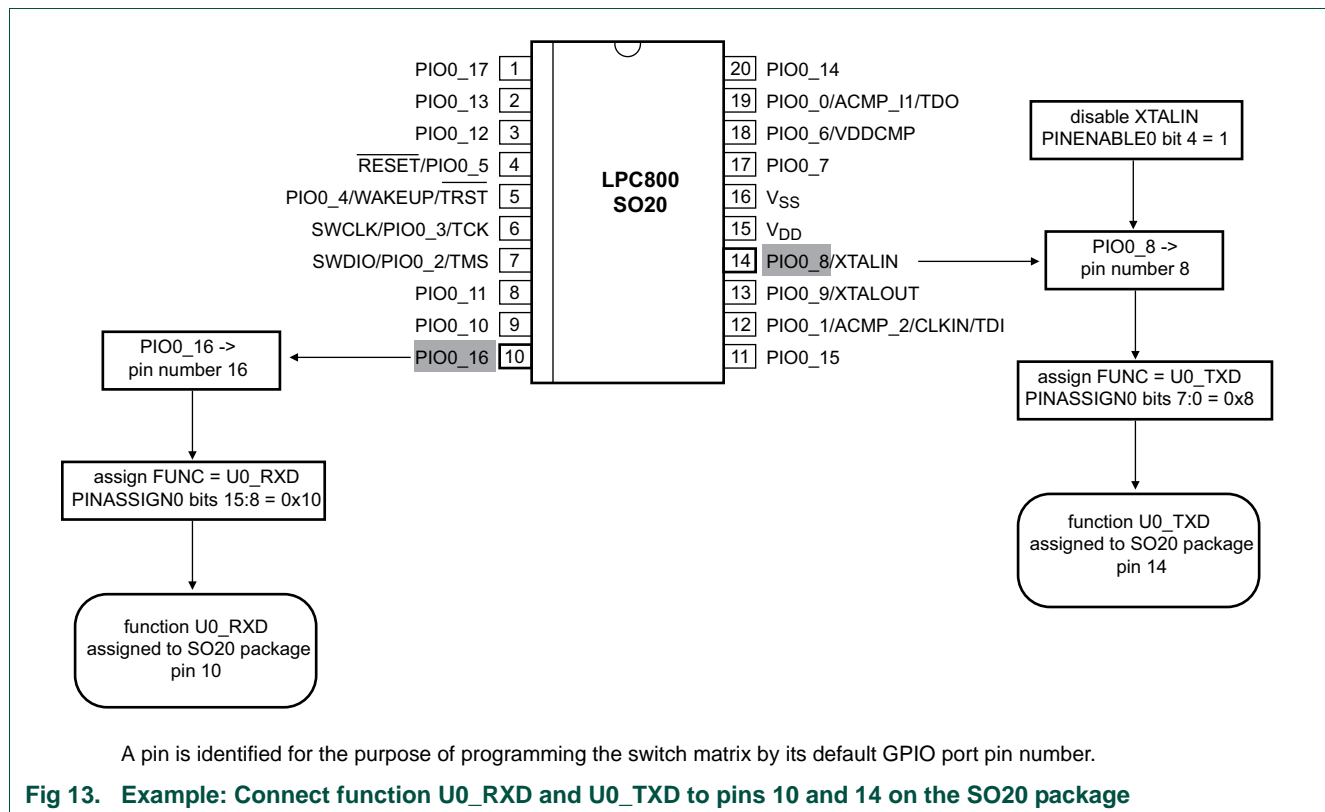 PIO0_17 1
PIO0_13 2
PIO0_12 3
RESET/PIO0_5 4
PIO0_4/WAKEUP/TRST 5
SWCLK/PIO0_3/TCK 6
SWDIO/PIO0_2/TMS 7
PIO0_11 8
PIO0_10 9
PIO0_16 10
LPC800
SO20
20 PIO0_14
19 PIO0_0/ACMP_I1/TDO
18 PIO0_6/VDDCMP
17 PIO0_7
16 VSS
15 VDD
14 PIO0_8/XTALIN
13 PIO0_9/XTALOUT
12 PIO0_1/ACMP_2/CLKIN/TDI
11 PIO0_15
PIO0_16 ->
pin number 16
assign FUNC = U0_RXD
PINASSIGN0 bits 15:8 = 0x10
function U0_RXD
assigned to SO20 package
pin 10
disable XTALIN
PINENABLE0 bit 4 = 1
PIO0_8 ->
pin number 8
assign FUNC = U0_TXD
PINASSIGN0 bits 7:0 = 0x8
function U0_TXD
assigned to SO20 package
pin 14
A pin is identified for the purpose of programming the switch matrix by its default GPIO port pin number.
Fig 13. Example: Connect function U0_RXD and U0_TXD to pins 10 and 14 on the SO20 package